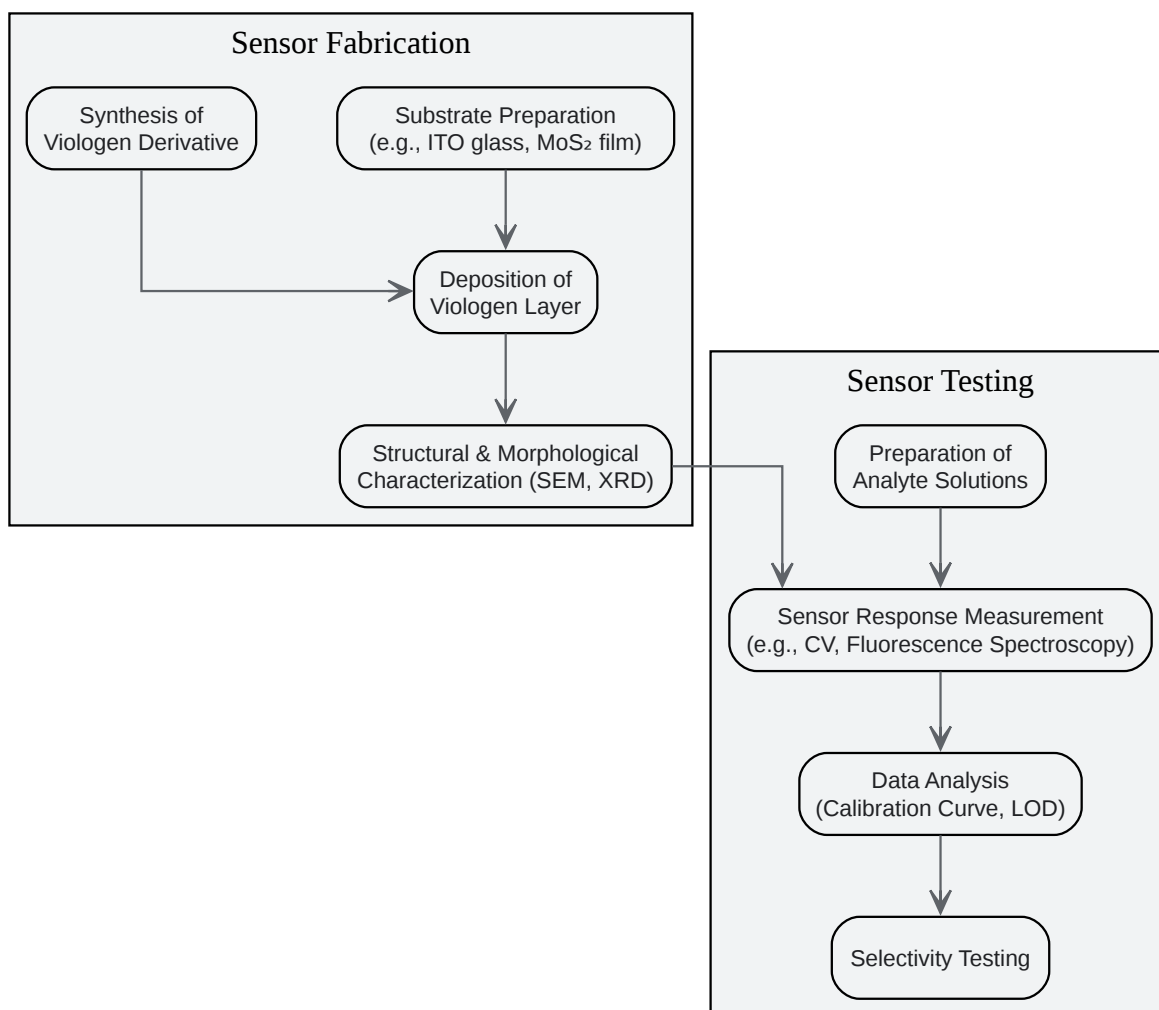 Sensor Fabrication
Synthesis of
Viologen Derivative
Substrate Preparation
(e.g., ITO glass, MoS₂ film)
Deposition of
Viologen Layer
Structural & Morphological
Characterization (SEM, XRD)
Sensor Testing
Preparation of
Analyte Solutions
Sensor Response Measurement
(e.g., CV, Fluorescence Spectroscopy)
Data Analysis
(Calibration Curve, LOD)
Selectivity Testing